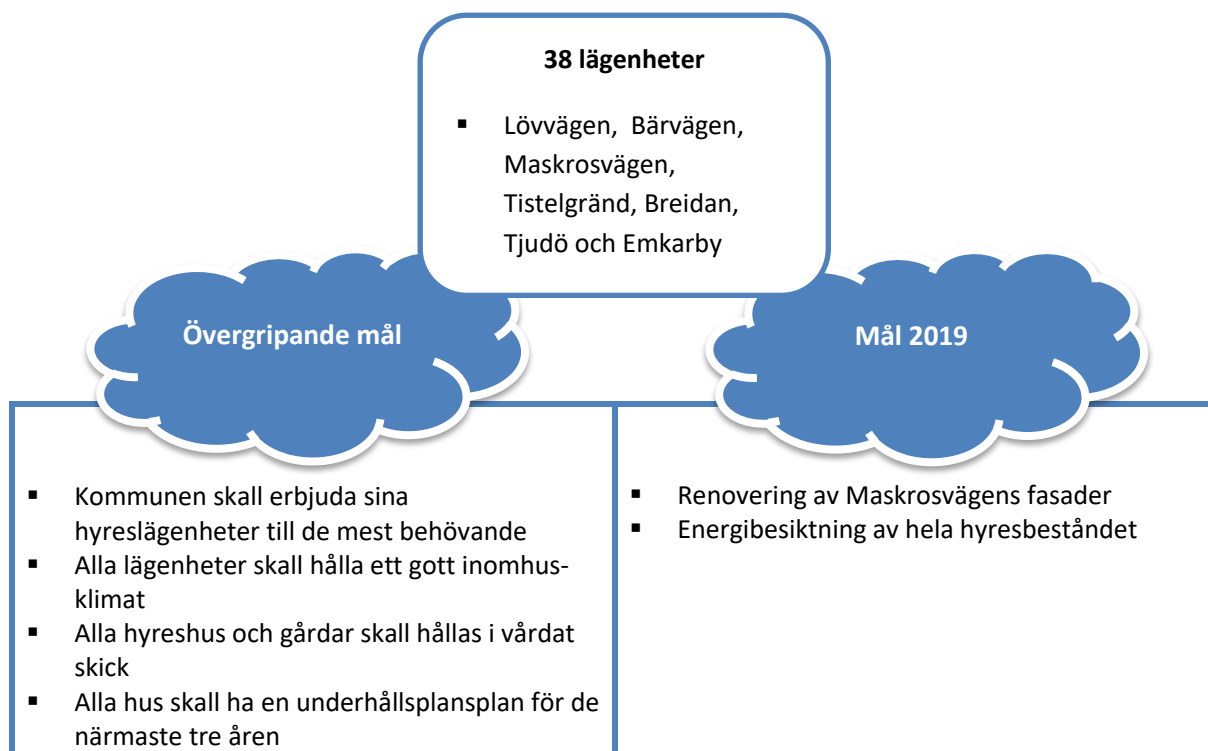 38 lägenheter
▪ Lövvägen, Bärvägen,
Maskrosvägen,
Tistelgränd, Breidan,
Tjudö och Emkarby
Övergripande mål
▪ Kommunen skall erbjuda sina
hyreslägenheter till de mest behövande
▪ Alla lägenheter skall hålla ett gott inomhus-
klimat
▪ Alla hyreshus och gårdar skall hållas i vårdat
skick
▪ Alla hus skall ha en underhållsplansplan för de
närmaste tre åren
Mål 2019
▪ Renovering av Maskrosvägens fasader
▪ Energibesiktning av hela hyresbeståndet